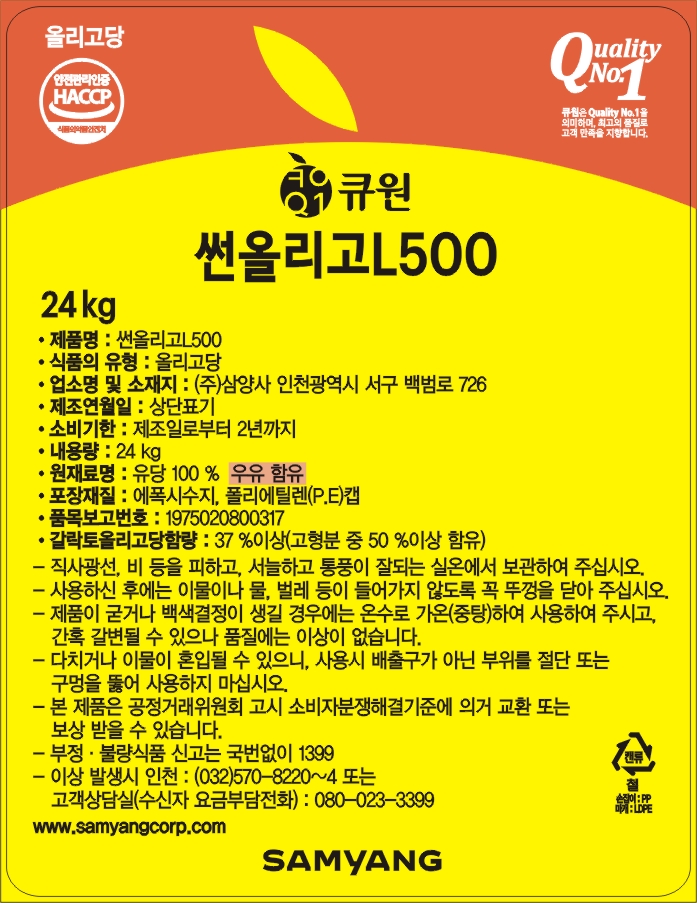 올리고당
안전관리인증
HACCP
식품의약품안전처
Quality
No.1
큐원은 Quality No.1을
의미하며, 최고의 품질로
고객 만족을 지향합니다.
큐원
썬올리고L500
24 kg
• 제품명 : 썬올리고L500
• 식품의 유형 : 올리고당
• 업소명 및 소재지 : (주)삼양사 인천광역시 서구 백범로 726
• 제조연월일 : 상단표기
• 소비기한 : 제조일로부터 2년까지
• 내용량 : 24 kg
• 원재료명 : 유당 100 % 우유 함유
• 포장재질 : 에폭시수지, 폴리에틸렌(P.E)캡
• 품목보고번호 : 1975020800317
• 갈락토올리고당함량 : 37 %이상(고형분 중 50 %이상 함유)
– 직사광선, 비 등을 피하고, 서늘하고 통풍이 잘되는 실온에서 보관하여 주십시오.
– 사용하신 후에는 이물이나 물, 벌레 등이 들어가지 않도록 꼭 뚜껑을 닫아 주십시오.
– 제품이 굳거나 백색결정이 생길 경우에는 온수로 가온(중탕)하여 사용하여 주시고,
간혹 갈변될 수 있으나 품질에는 이상이 없습니다.
– 다치거나 이물이 혼입될 수 있으니, 사용시 배출구가 아닌 부위를 절단 또는
구멍을 뚫어 사용하지 마십시오.
– 본 제품은 공정거래위원회 고시 소비자분쟁해결기준에 의거 교환 또는
보상 받을 수 있습니다.
– 부정 · 불량식품 신고는 국번없이 1399
– 이상 발생시 인천 : (032)570–8220~4 또는
고객상담실(수신자 요금부담전화) : 080–023–3399
캔류
철
손잡이 : PP
마개 : LDPE
www.samyangcorp.com
SAMYANG